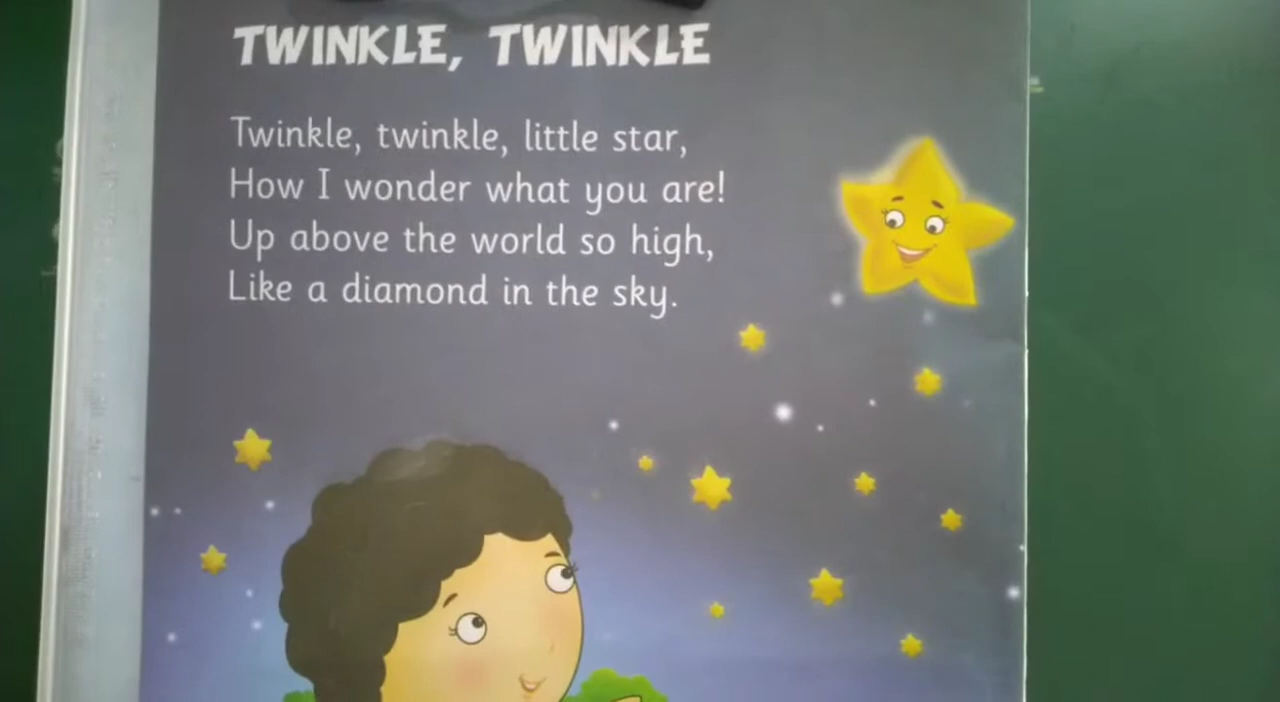 TWINKLE, TWINKLE
Twinkle, twinkle, little star,
How I wonder what you are!
Up above the world so high,
Like a diamond in the sky.